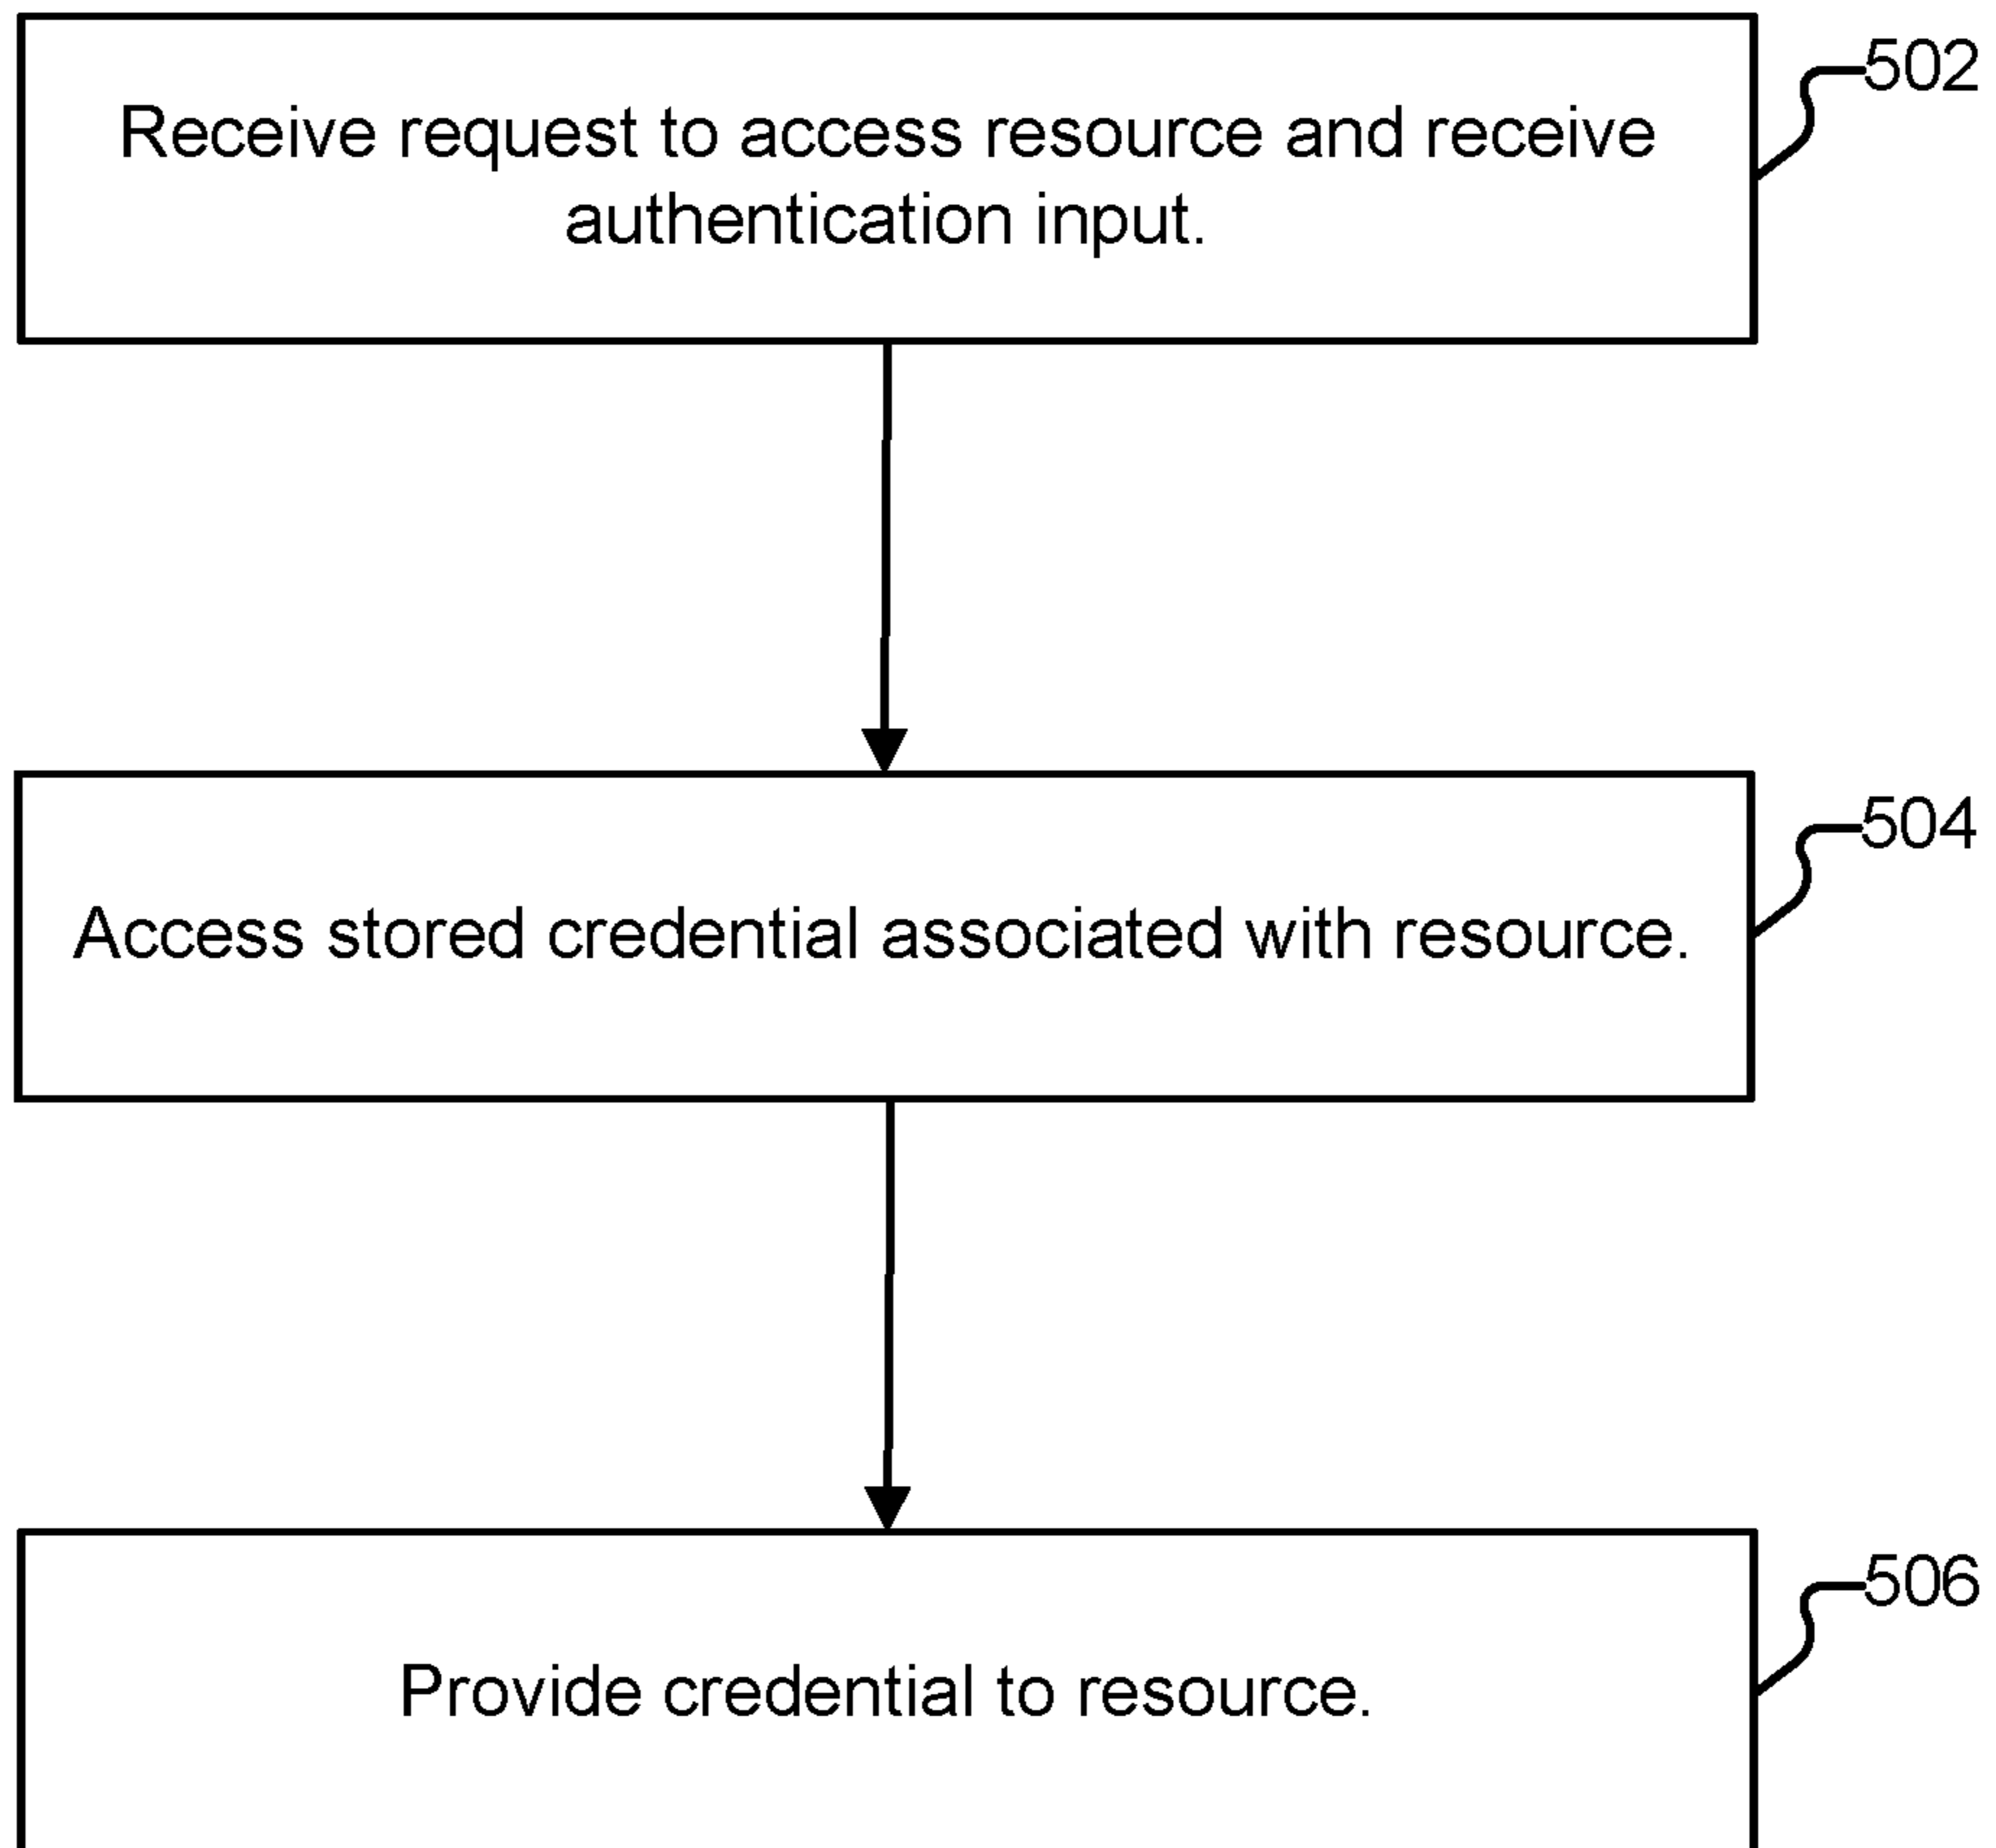 502
Receive request to access resource and receive
authentication input.
504
Access stored credential associated with resource.
506
Provide credential to resource.